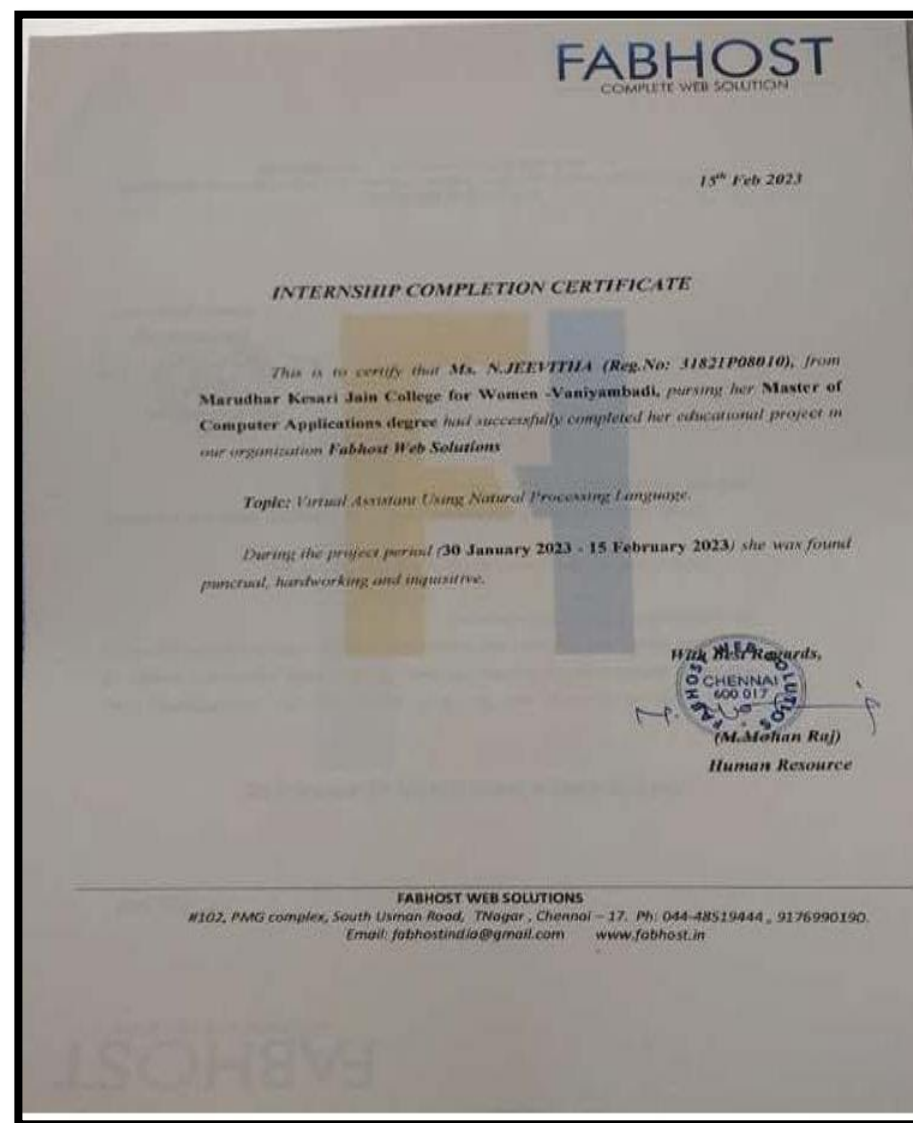 FABHOST
COMPLETE WEB SOLUTION
15th Feb 2023
INTERNSHIP COMPLETION CERTIFICATE
This is to certify that Ms. N.JEEVITHA (Reg.No: 31821P08010), from
Marudhar Kesari Jain College for Women -Vaniyambadi, pursing her Master of
Computer Applications degree had successfully completed her educational project in
our organization Fabhost Web Solutions
Topic: Virtual Assistant Using Natural Processing Language.
During the project period (30 January 2023 - 15 February 2023) she was found
punctual, hardworking and inquisitive.
With Regards,
CHENNAI
600 017
(M.Mohan Raj)
Human Resource
FABHOST WEB SOLUTIONS
#102, PMG complex, South Usman Road, TNagar , Chennai – 17. Ph: 044-48519444 , 9176990190.
Email: fabhostindia@gmail.com www.fabhost.in